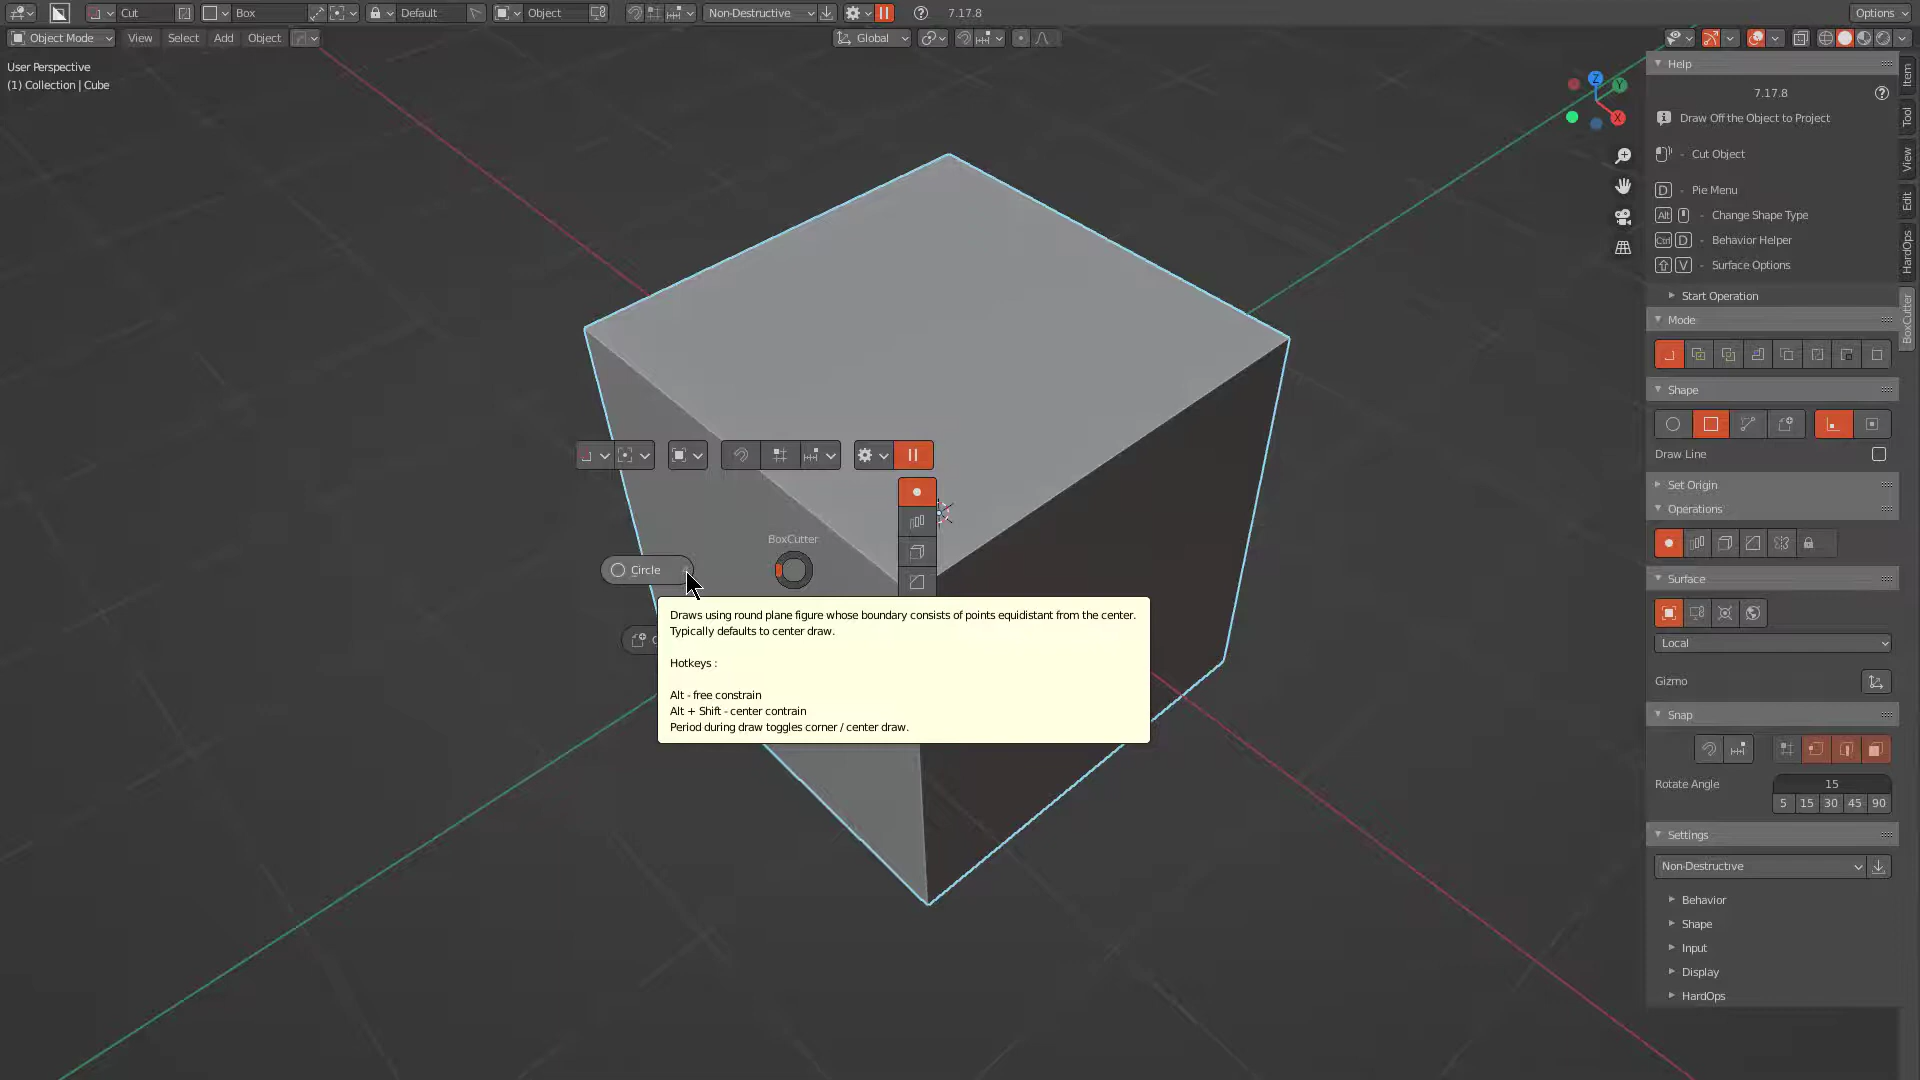 Cut
Box
Default
Object
Non-Destructive
7.17.8
Options
Object Mode
View
Select
Add
Object
Global
User Perspective
(1) Collection | Cube
Z
Y
X
Help
7.17.8
Draw Off the Object to Project
- Cut Object
D - Pie Menu
Alt - Change Shape Type
Ctrl D - Behavior Helper
V - Surface Options
Start Operation
Mode
Shape
Draw Line
Set Origin
Operations
Surface
Local
Gizmo
Snap
Rotate Angle
15
5 15 30 45 90
Settings
Non-Destructive
Behavior
Shape
Input
Display
HardOps
Item
Tool
View
Edit
HardOps
BoxCutter
BoxCutter
Circle
Draws using round plane figure whose boundary consists of points equidistant from the center.
Typically defaults to center draw.
Hotkeys :
Alt - free constrain
Alt + Shift - center contrain
Period during draw toggles corner / center draw.